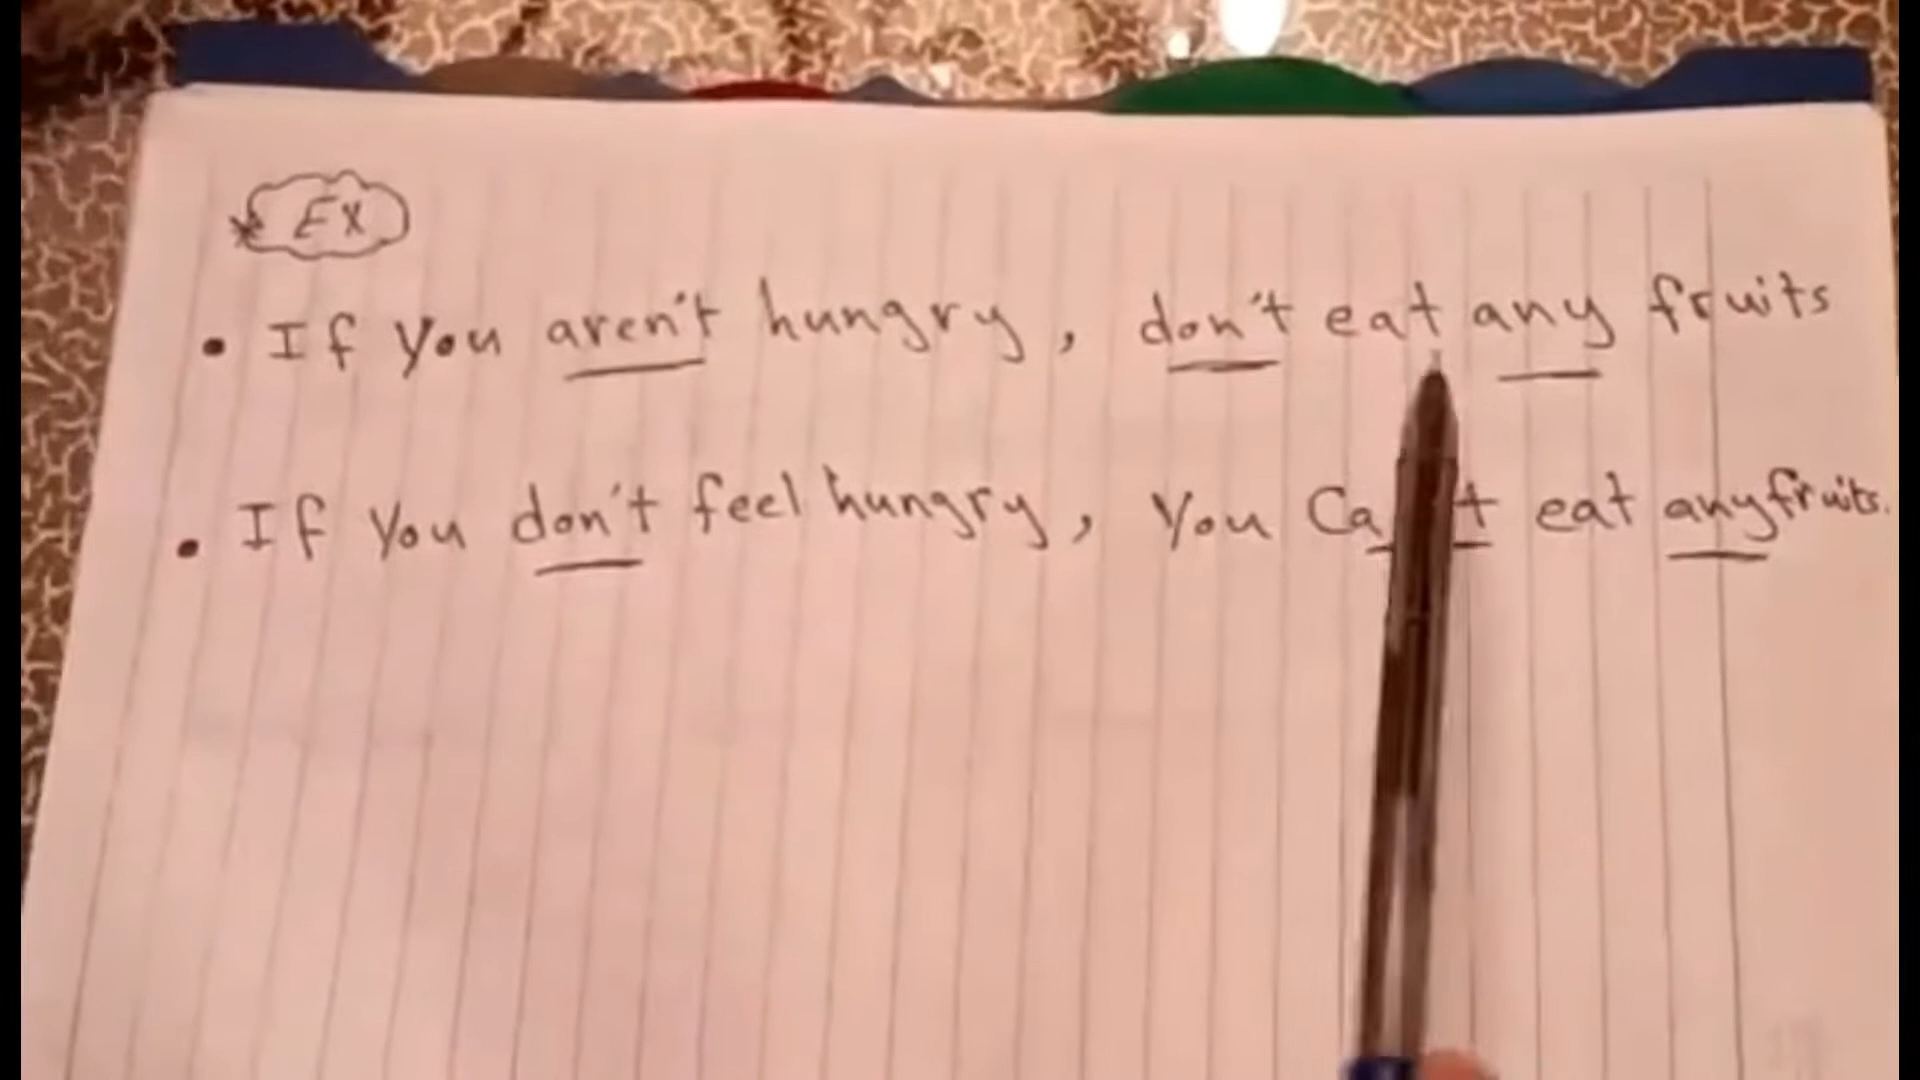 * EX
• If you aren't hungry, don't eat any fruits
• If you don't feel hungry, you eat any fruits.